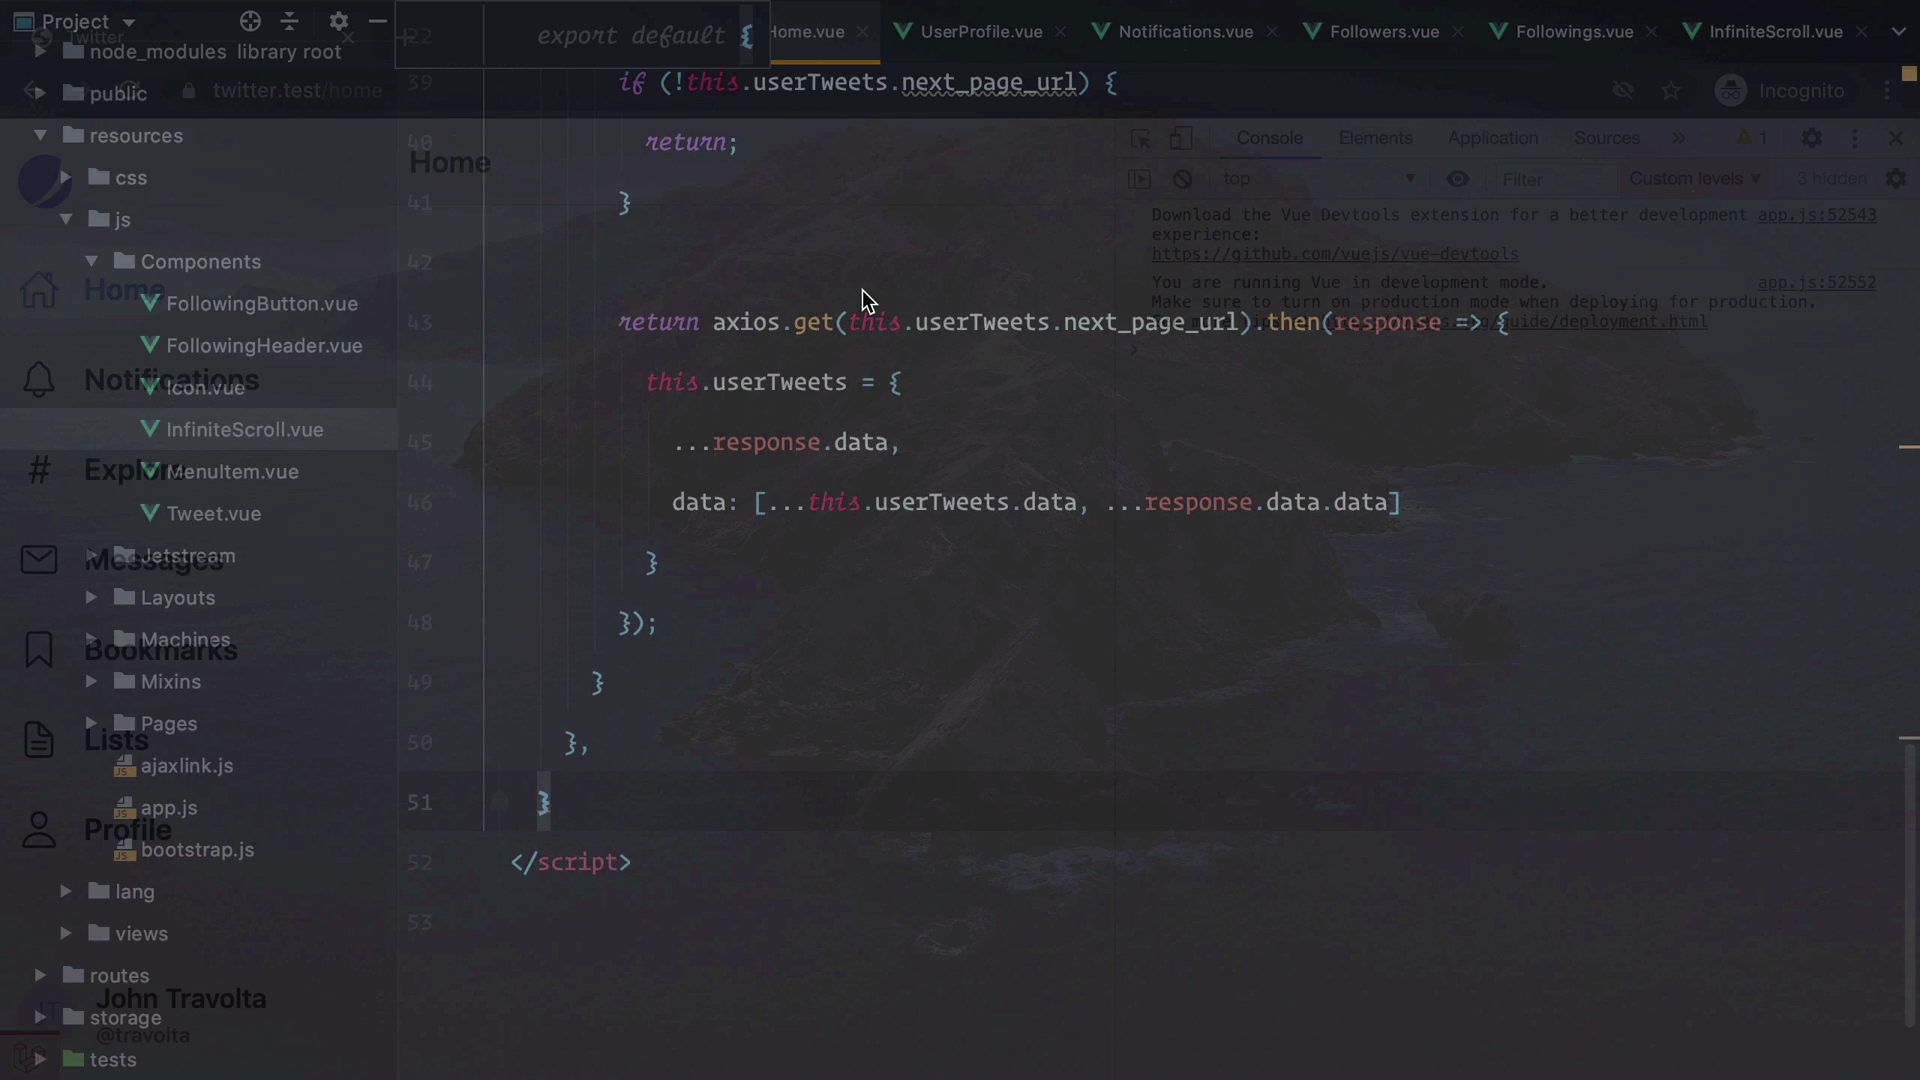 Project
Twitter
node_modules library root
public
twitter.test/home
resources
css
js
Components
FollowingButton.vue
FollowingHeader.vue
Icon.vue
InfiniteScroll.vue
MenuItem.vue
Tweet.vue
Jetstream
Layouts
Machines
Mixins
Pages
ajaxlink.js
app.js
bootstrap.js
lang
views
routes
storage
tests
Home
Notifications
Explore
Messages
Bookmarks
Lists
Profile
John Travolta
@travolta
Home.vue
UserProfile.vue
Notifications.vue
Followers.vue
Followings.vue
InfiniteScroll.vue
Incognito
22 export default {
39 if (!this.userTweets.next_page_url) {
40 return;
41 }
42
43 return axios.get(this.userTweets.next_page_url).then(response => {
44 this.userTweets = {
45 ...response.data,
46 data: [...this.userTweets.data, ...response.data.data]
47 }
48 });
49 }
50 },
51 }
52 </script>
53
Home
Console Elements Application Sources 1
top Filter Custom levels 3 hidden
Download the Vue Devtools extension for a better development app.js:52543
experience:
https://github.com/vuejs/vue-devtools
You are running Vue in development mode. app.js:52552
Make sure to turn on production mode when deploying for production.
/guide/deployment.html